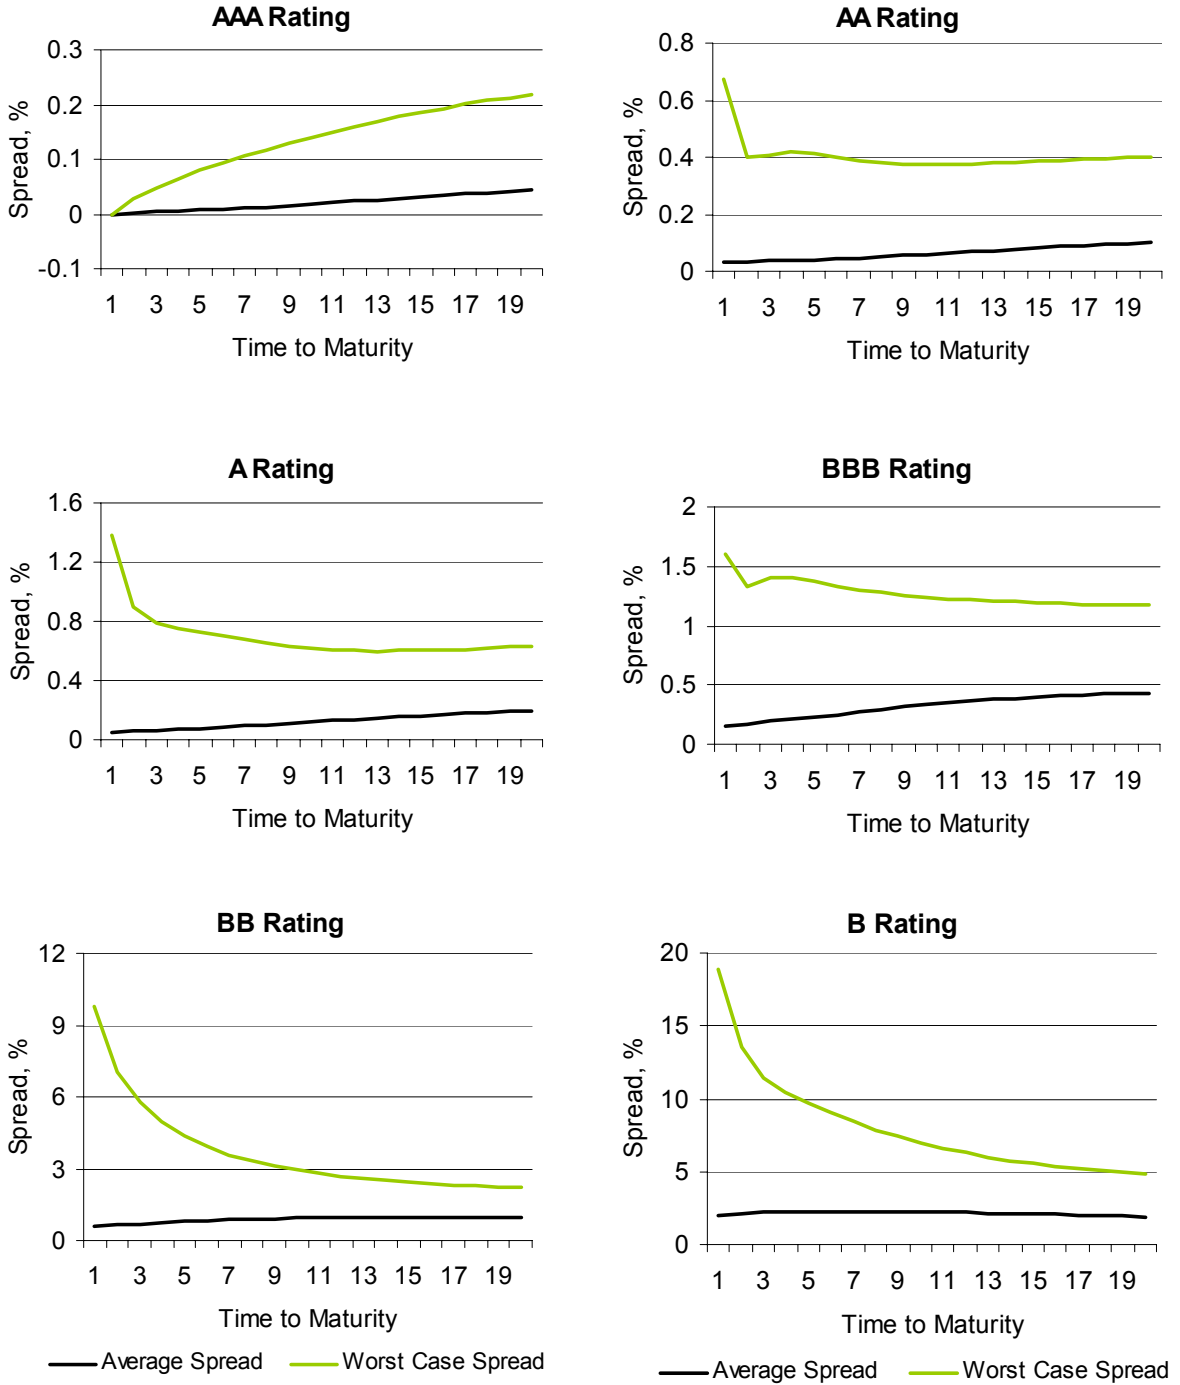 AAA Rating
0.3
0.2
0.1
0
-0.1
Spread, %
1 3 5 7 9 11 13 15 17 19
Time to Maturity
AA Rating
0.8
0.6
0.4
0.2
0
Spread, %
1 3 5 7 9 11 13 15 17 19
Time to Maturity
A Rating
1.6
1.2
0.8
0.4
0
Spread, %
1 3 5 7 9 11 13 15 17 19
Time to Maturity
BBB Rating
2
1.5
1
0.5
0
Spread, %
1 3 5 7 9 11 13 15 17 19
Time to Maturity
BB Rating
12
9
6
3
0
Spread, %
1 3 5 7 9 11 13 15 17 19
Time to Maturity
Average Spread Worst Case Spread
B Rating
20
15
10
5
0
Spread, %
1 3 5 7 9 11 13 15 17 19
Time to Maturity
Average Spread Worst Case Spread